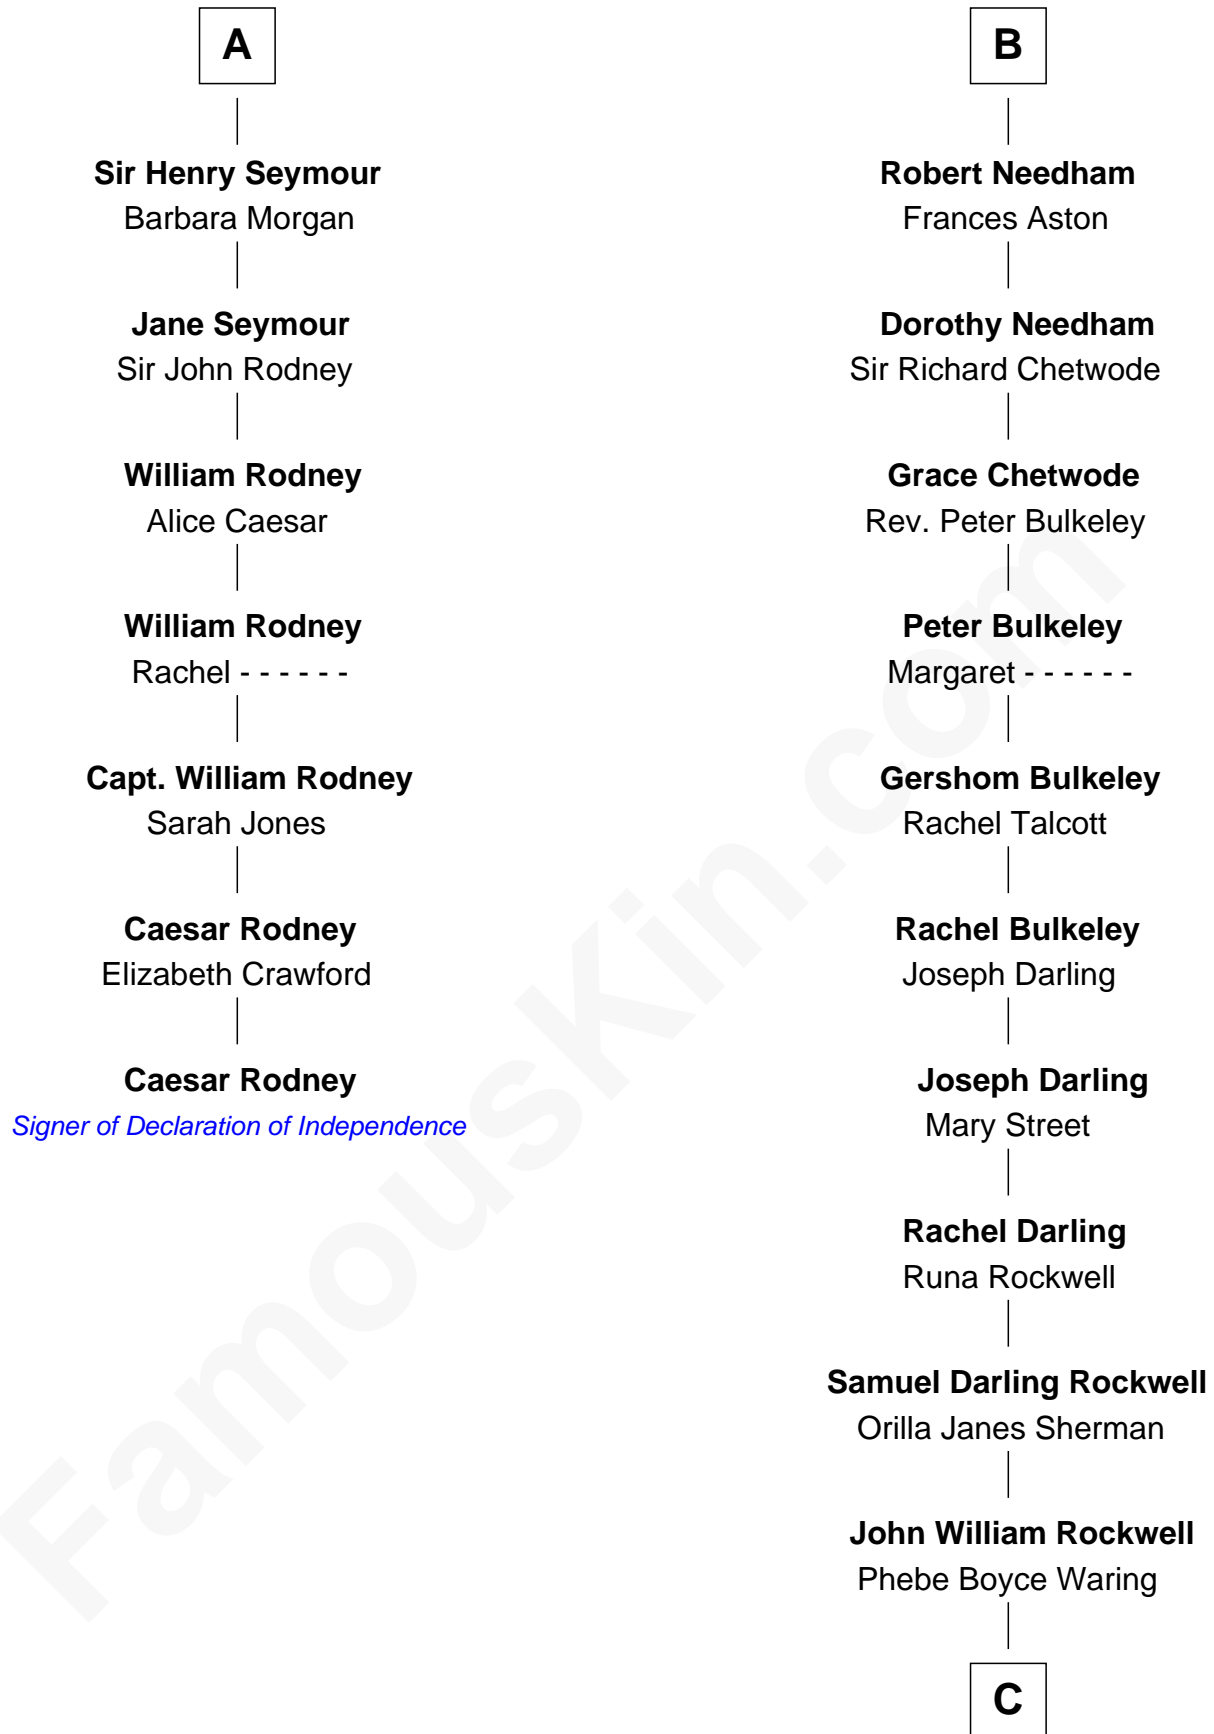 A
Sir Henry Seymour
Barbara Morgan
Jane Seymour
Sir John Rodney
William Rodney
Alice Caesar
William Rodney
Rachel - - - - - -
Capt. William Rodney
Sarah Jones
Caesar Rodney
Elizabeth Crawford
Caesar Rodney
Signer of Declaration of Independence
B
Robert Needham
Frances Aston
Dorothy Needham
Sir Richard Chetwode
Grace Chetwode
Rev. Peter Bulkeley
Peter Bulkeley
Margaret - - - - - -
Gershom Bulkeley
Rachel Talcott
Rachel Bulkeley
Joseph Darling
Joseph Darling
Mary Street
Rachel Darling
Runa Rockwell
Samuel Darling Rockwell
Orilla Janes Sherman
John William Rockwell
Phebe Boyce Waring
C
FamousKin.com